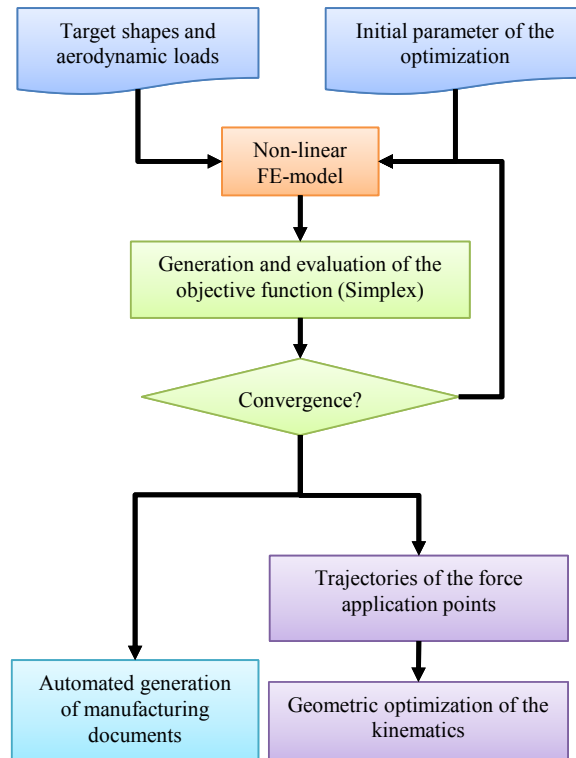 Target shapes and
aerodynamic loads
Initial parameter of the
optimization
Non-linear
FE-model
Generation and evaluation of the
objective function (Simplex)
Convergence?
Trajectories of the force
application points
Automated generation
of manufacturing
documents
Geometric optimization of the
kinematics